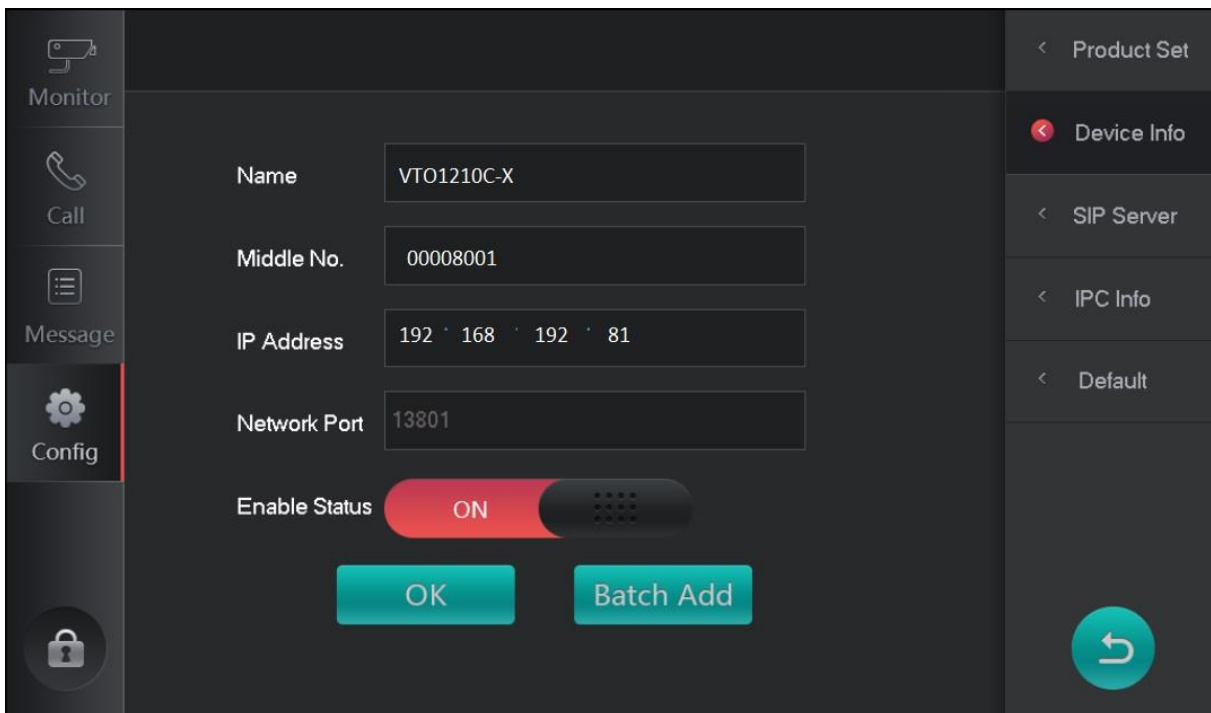 Monitor
Call
Message
Config
Name VTO1210C-X
Middle No. 00008001
IP Address 192 . 168 . 192 . 81
Network Port 13801
Enable Status ON
OK Batch Add
Product Set
Device Info
SIP Server
IPC Info
Default